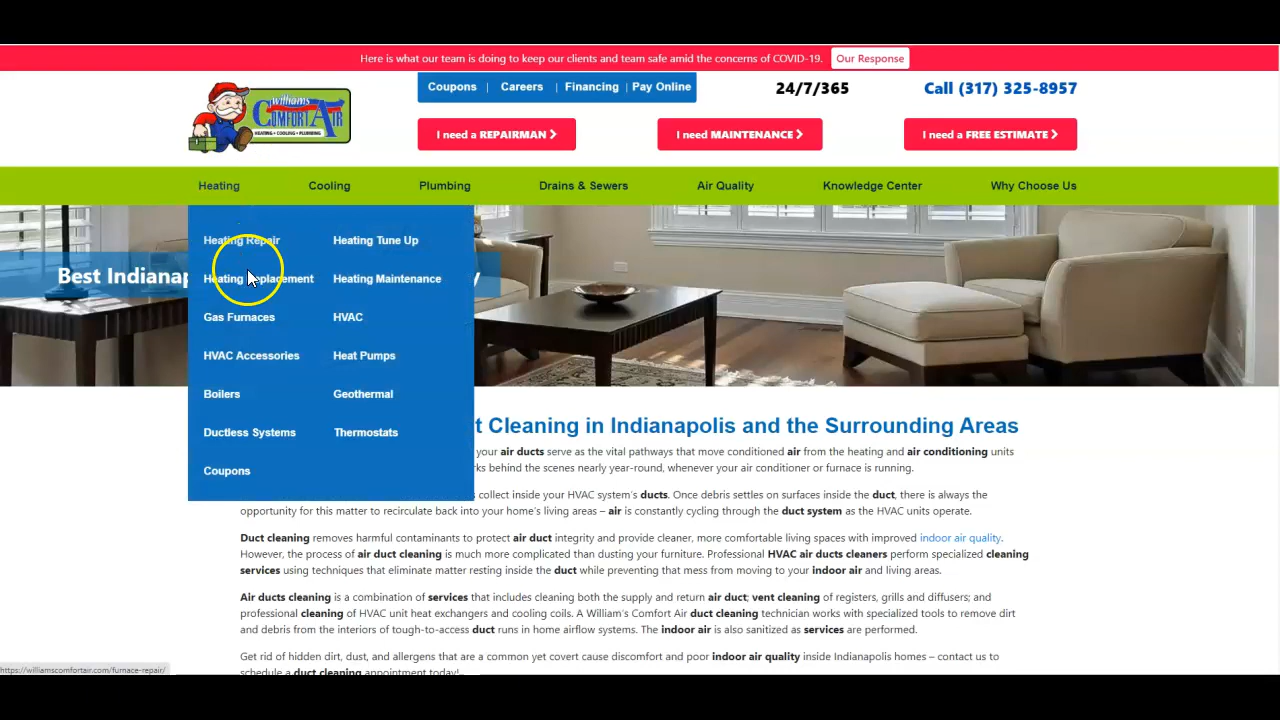 Here is what our team is doing to keep our clients and team safe amid the concerns of COVID-19. Our Response
Coupons | Careers | Financing | Pay Online
24/7/365
Call (317) 325-8957
williams
COMFORT AIR
HEATING • COOLING • PLUMBING
I need a REPAIRMAN
I need MAINTENANCE
I need a FREE ESTIMATE
Heating Cooling Plumbing Drains & Sewers Air Quality Knowledge Center Why Choose Us
Heating Repair Heating Tune Up
Best Indianap
y
Heating Replacement Heating Maintenance
Gas Furnaces HVAC
HVAC Accessories Heat Pumps
Boilers Geothermal
Ductless Systems Thermostats
Coupons
t Cleaning in Indianapolis and the Surrounding Areas
your air ducts serve as the vital pathways that move conditioned air from the heating and air conditioning units
ks behind the scenes nearly year-round, whenever your air conditioner or furnace is running.
collect inside your HVAC system's ducts. Once debris settles on surfaces inside the duct, there is always the
opportunity for this matter to recirculate back into your home's living areas – air is constantly cycling through the duct system as the HVAC units operate.
Duct cleaning removes harmful contaminants to protect air duct integrity and provide cleaner, more comfortable living spaces with improved indoor air quality.
However, the process of air duct cleaning is much more complicated than dusting your furniture. Professional HVAC air ducts cleaners perform specialized cleaning
services using techniques that eliminate matter resting inside the duct while preventing that mess from moving to your indoor air and living areas.
Air ducts cleaning is a combination of services that includes cleaning both the supply and return air duct; vent cleaning of registers, grills and diffusers; and
professional cleaning of HVAC unit heat exchangers and cooling coils. A William's Comfort Air duct cleaning technician works with specialized tools to remove dirt
and debris from the interiors of tough-to-access duct runs in home airflow systems. The indoor air is also sanitized as services are performed.
Get rid of hidden dirt, dust, and allergens that are a common yet covert cause discomfort and poor indoor air quality inside Indianapolis homes – contact us to
schedule a duct cleaning appointment today!
https://williamscomfortair.com/furnace-repair/